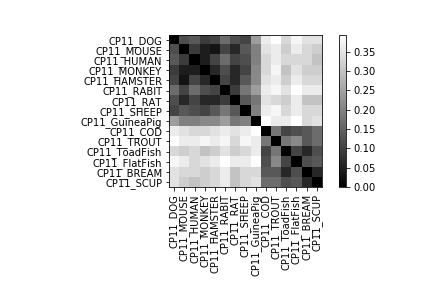 CP11_DOG
CP11_MOUSE
CP11_HUMAN
CP11_MONKEY
CP11_HAMSTER
CP11_RABIT
CP11_RAT
CP11_SHEEP
CP11_GuineaPig
CP11_COD
CP11_TROUT
CP11_ToadFish
CP11_FlatFish
CP11_BREAM
CP11_SCUP
CP11_DOG
CP11_MOUSE
CP11_HUMAN
CP11_MONKEY
CP11_HAMSTER
CP11_RABIT
CP11_RAT
CP11_SHEEP
CP11_GuineaPig
CP11_COD
CP11_TROUT
CP11_ToadFish
CP11_FlatFish
CP11_BREAM
CP11_SCUP
0.35
0.30
0.25
0.20
0.15
0.10
0.05
0.00